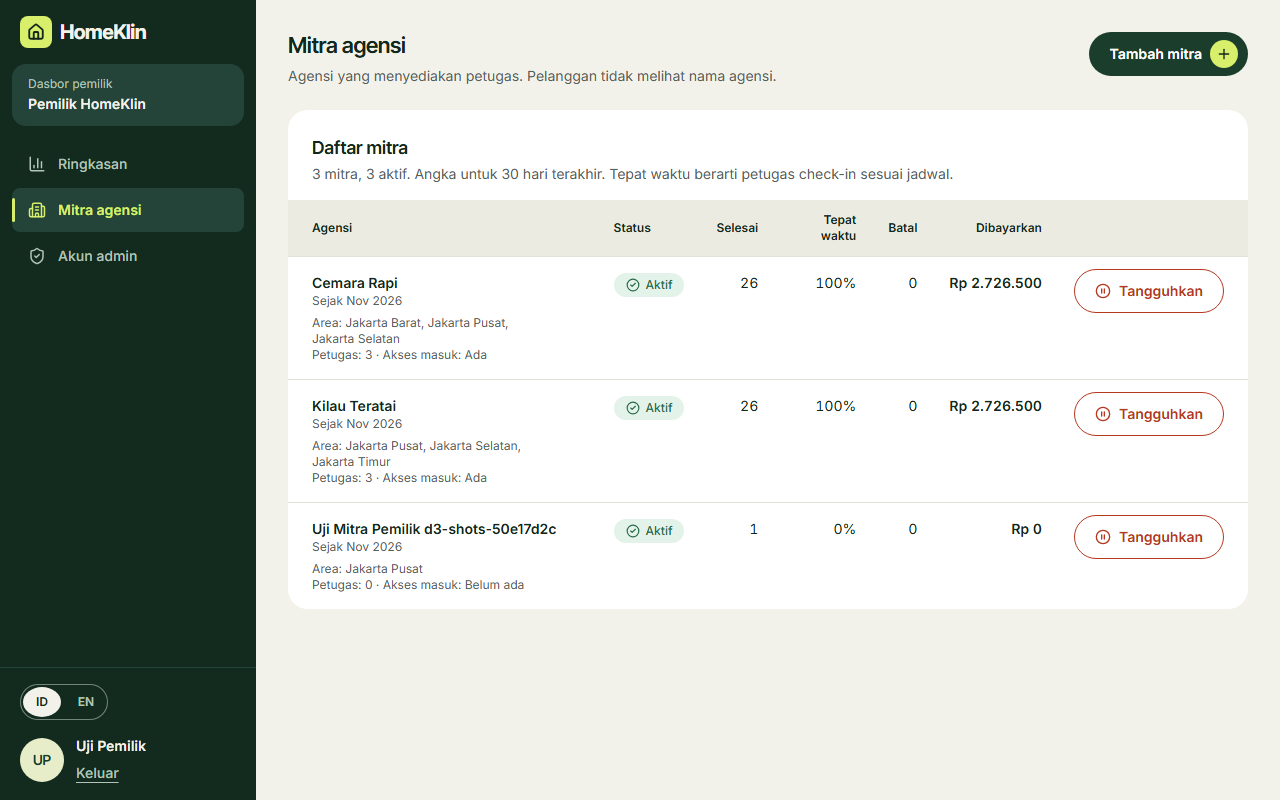 HomeKlin
Dasbor pemilik
Pemilik HomeKlin
Ringkasan
Mitra agensi
Akun admin
ID EN
UP
Uji Pemilik
Keluar
Mitra agensi
Agensi yang menyediakan petugas. Pelanggan tidak melihat nama agensi.
Tambah mitra
Daftar mitra
3 mitra, 3 aktif. Angka untuk 30 hari terakhir. Tepat waktu berarti petugas check-in sesuai jadwal.
Agensi Status Selesai Tepat waktu Batal Dibayarkan
Cemara Rapi Aktif 26 100% 0 Rp 2.726.500 Tangguhkan
Sejak Nov 2026
Area: Jakarta Barat, Jakarta Pusat,
Jakarta Selatan
Petugas: 3 · Akses masuk: Ada
Kilau Teratai Aktif 26 100% 0 Rp 2.726.500 Tangguhkan
Sejak Nov 2026
Area: Jakarta Pusat, Jakarta Selatan,
Jakarta Timur
Petugas: 3 · Akses masuk: Ada
Uji Mitra Pemilik d3-shots-50e17d2c Aktif 1 0% 0 Rp 0 Tangguhkan
Sejak Nov 2026
Area: Jakarta Pusat
Petugas: 0 · Akses masuk: Belum ada